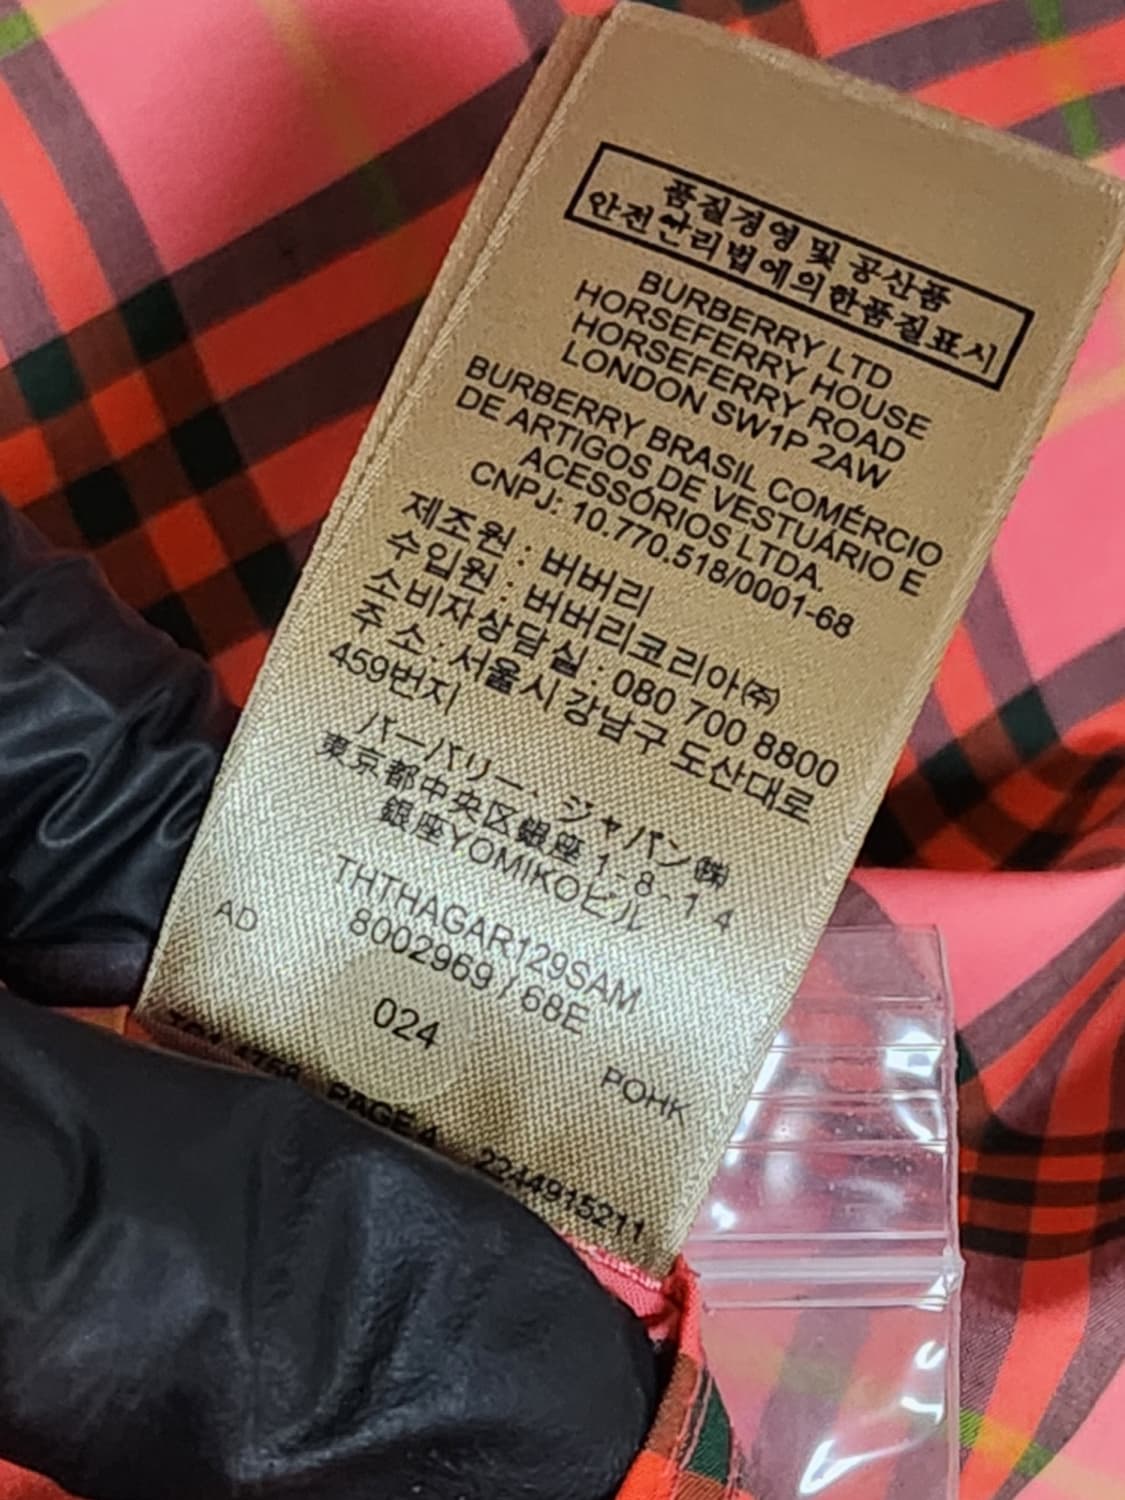 품질경영 및 공산품
안전관리법에의한품질표시
BURBERRY LTD
HORSEFERRY HOUSE
HORSEFERRY ROAD
LONDON SW1P 2AW
BURBERRY BRASIL COMÉRCIO
DE ARTIGOS DE VESTUÁRIO E
ACESSÓRIOS LTDA.
CNPJ: 10.770.518/0001-68
제조원 : 버버리
수입원 : 버버리코리아㈜
소비자상담실 : 080 700 8800
주 소 : 서울시 강남구 도산대로
459번지
バーバリー・ジャパン㈱
東京都中央区銀座 1-8-14
銀座YOMIKOビル
THTHAGAR129SAM
AD
8002969 / 68E
024
POHK
PAGE 4
2244915211